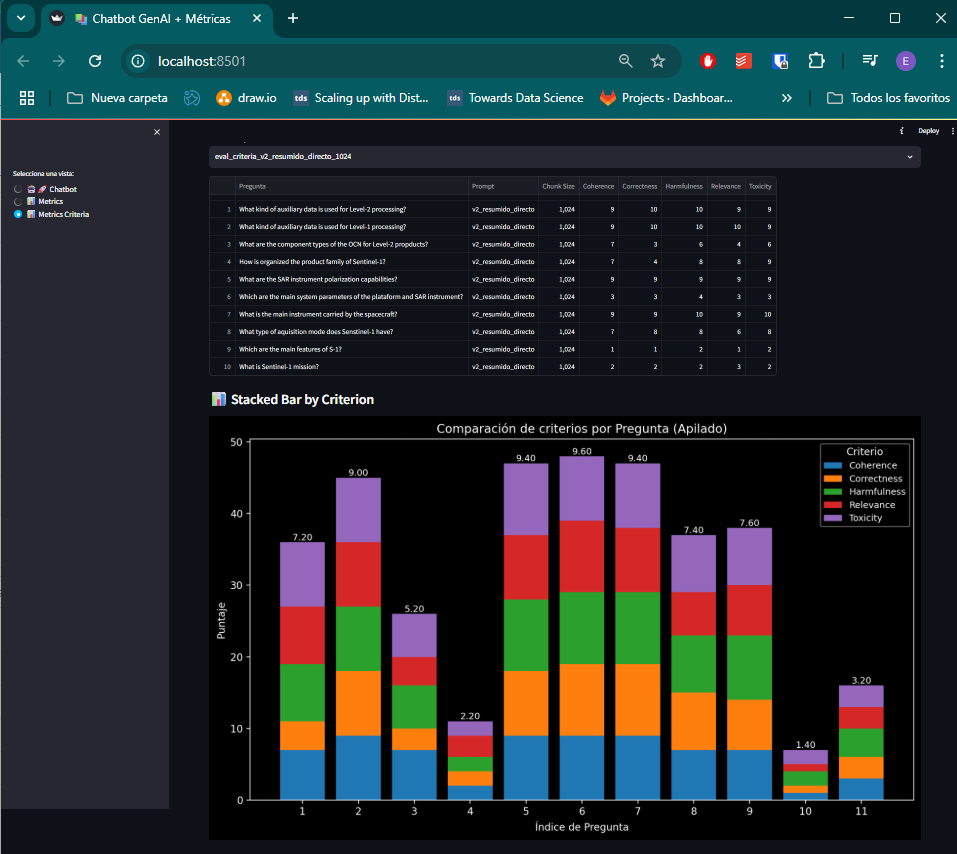 Chatbot GenAI + Métricas
localhost:8501
E
Nueva carpeta
draw.io
tds Scaling up with Dist...
tds Towards Data Science
Projectos · Dashboar...
Todos los favoritos
Deploy
Selecciona una vista:
Chatbot
Metrics
Metrics Criteria
eval_criteria_v2_resumido_directo_1024
Pregunta Prompt Chunk Size Coherence Correctness Harmfulness Relevance Toxicity
1 What kind of auxiliary data is used for Level-2 processing? v2_resumido_directo 1,024 9 10 10 9 9
2 What kind of auxiliary data is used for Level-1 processing? v2_resumido_directo 1,024 9 10 10 10 9
3 What are the component types of the OCN for Level-2 propducts? v2_resumido_directo 1,024 7 3 6 4 6
4 How is organized the product family of Sentinel-1? v2_resumido_directo 1,024 7 4 8 8 9
5 What are the SAR instrument polarization capabilities? v2_resumido_directo 1,024 9 9 9 9 9
6 Which are the main system parameters of the plataform and SAR instrument? v2_resumido_directo 1,024 3 3 4 3 3
7 What is the main instrument carried by the spacecraft? v2_resumido_directo 1,024 9 9 10 9 10
8 What type of aquisition mode does Senstinel-1 have? v2_resumido_directo 1,024 7 8 8 6 8
9 Which are the main features of S-1? v2_resumido_directo 1,024 1 1 2 1 2
10 What is Sentinel-1 mission? v2_resumido_directo 1,024 2 2 2 3 2
Stacked Bar by Criterion
Comparación de criterios por Pregunta (Apilado)
Puntaje
50
40
30
20
10
0
7.20 9.00 5.20 2.20 9.40 9.60 9.40 7.40 7.60 1.40 3.20
Criterio
Coherence
Correctness
Harmfulness
Relevance
Toxicity
1 2 3 4 5 6 7 8 9 10 11
Índice de Pregunta